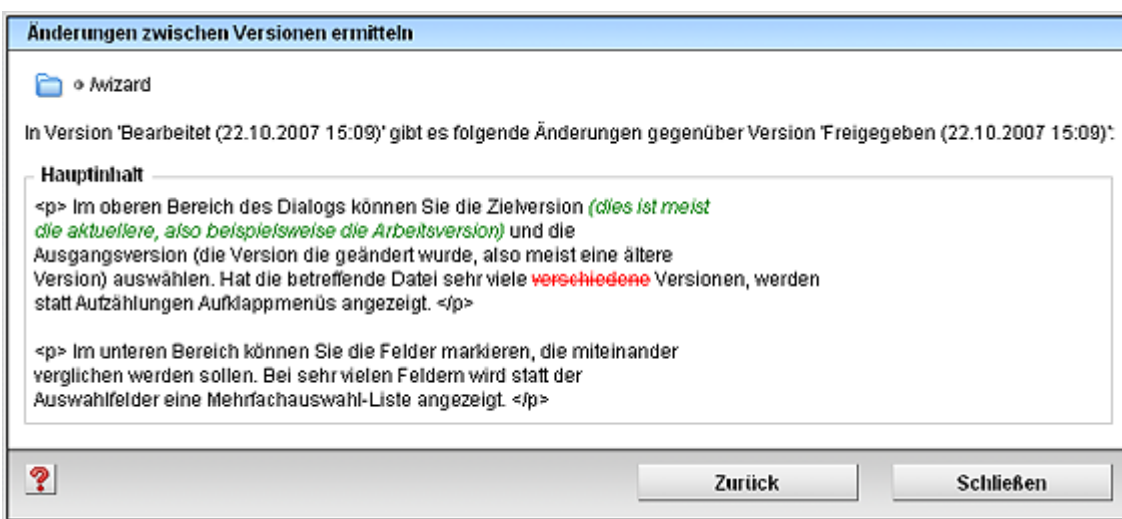 Änderungen zwischen Versionen ermitteln
/wizard
In Version 'Bearbeitet (22.10.2007 15:09)' gibt es folgende Änderungen gegenüber Version 'Freigegeben (22.10.2007 15:09)':
Hauptinhalt
<p> Im oberen Bereich des Dialogs können Sie die Zielversion (dies ist meist
die aktuellere, also beispielsweise die Arbeitsversion) und die
Ausgangsversion (die Version die geändert wurde, also meist eine ältere
Version) auswählen. Hat die betreffende Datei sehr viele verschiedene Versionen, werden
statt Aufzählungen Aufklappmenüs angezeigt. </p>
<p> Im unteren Bereich können Sie die Felder markieren, die miteinander
verglichen werden sollen. Bei sehr vielen Feldern wird statt der
Auswahlfelder eine Mehrfachauswahl-Liste angezeigt. </p>
?
Zurück
Schließen